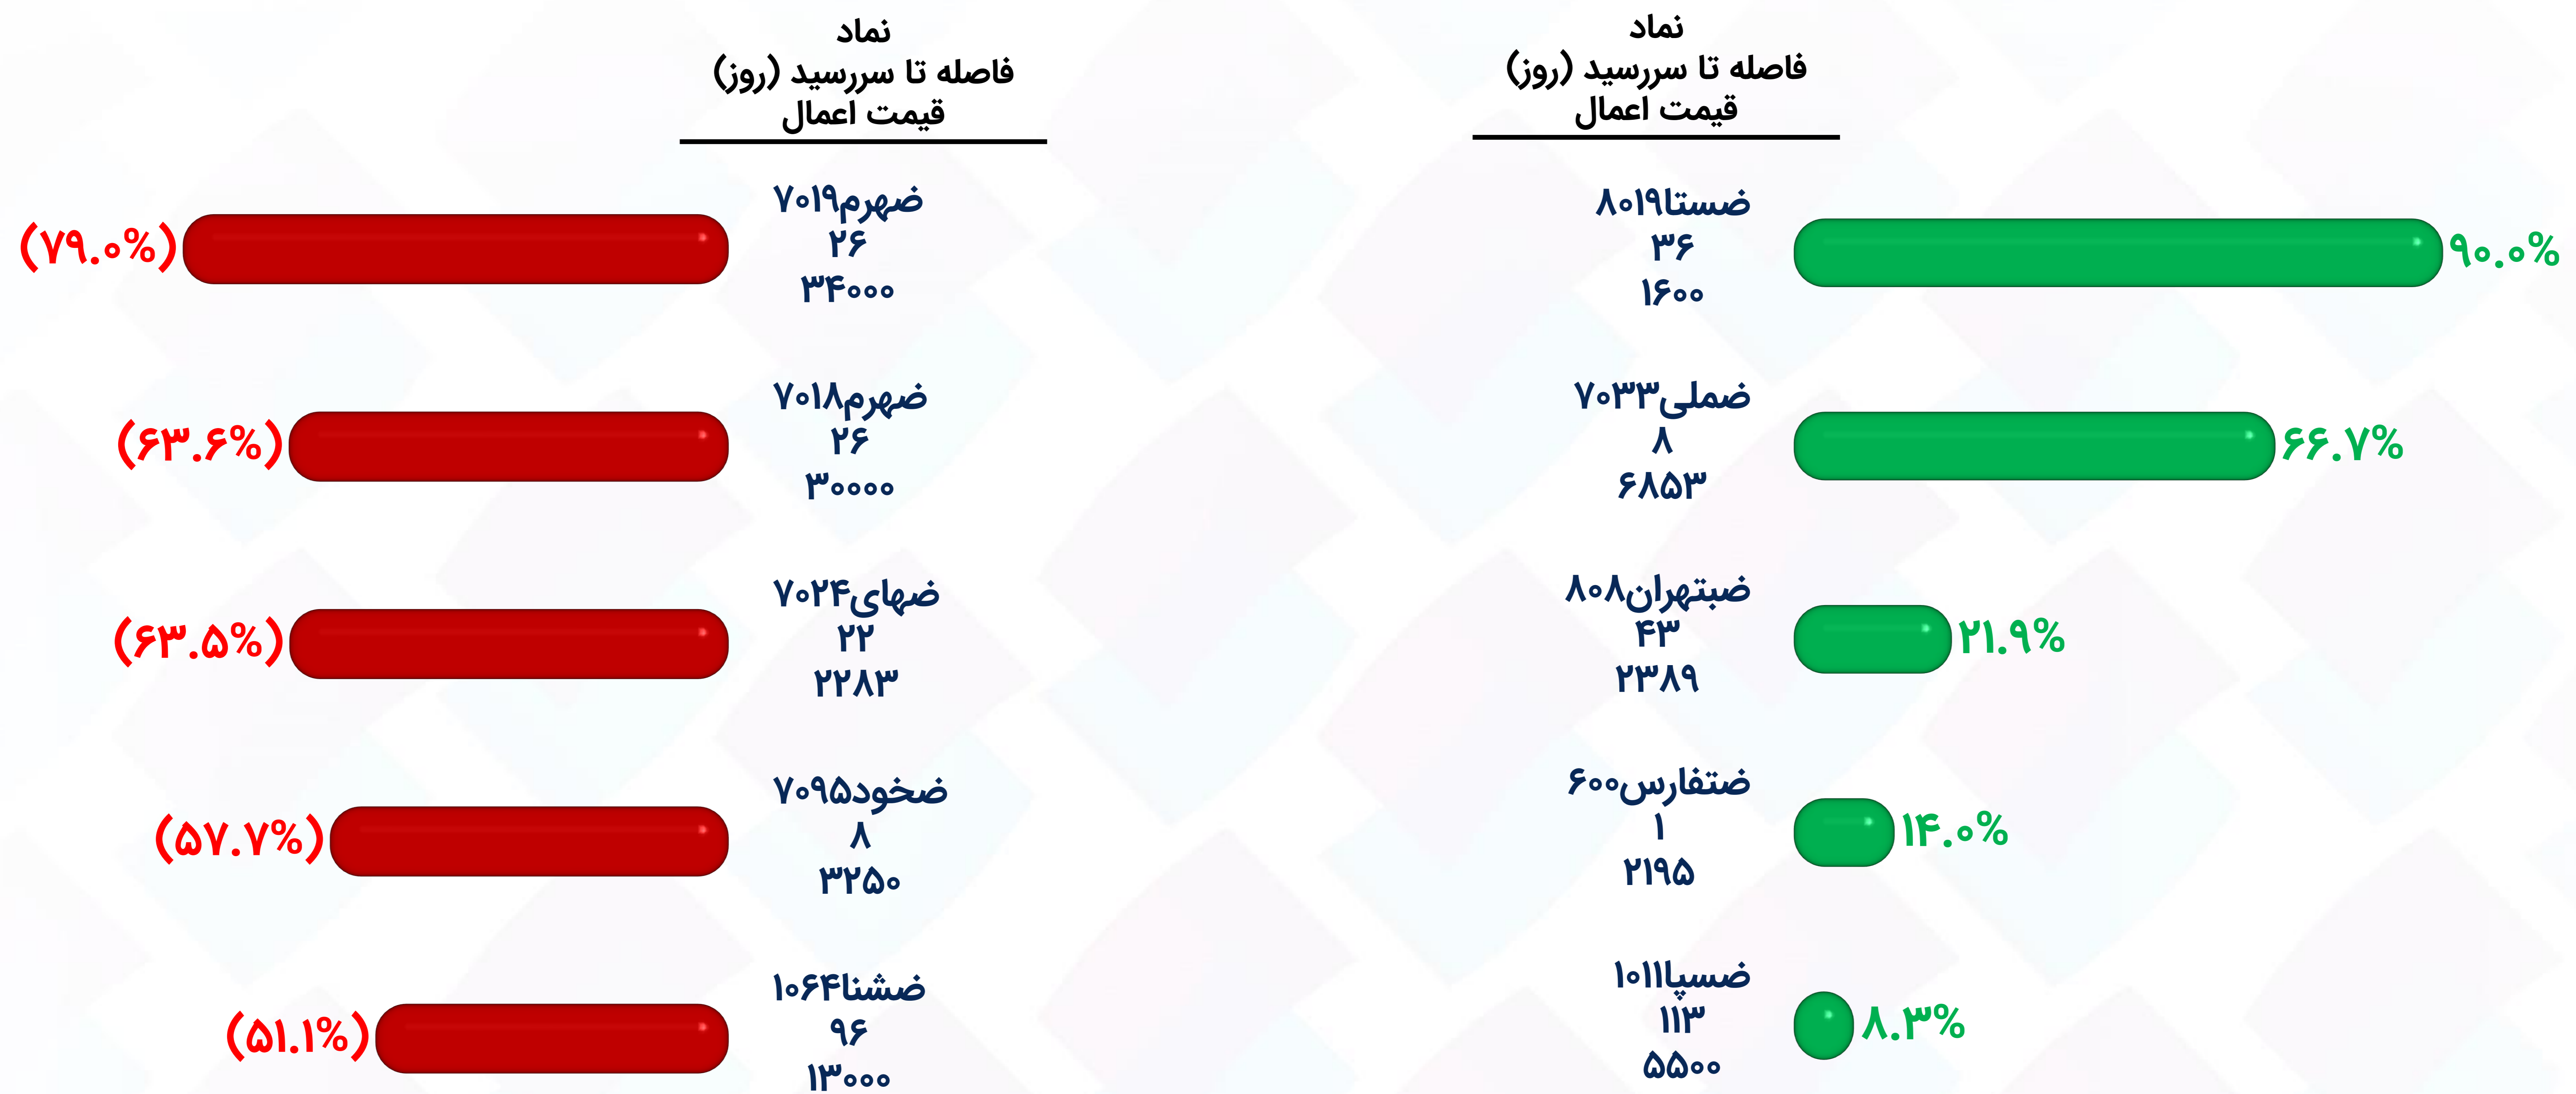 نماد
فاصله تا سررسید (روز)
قیمت اعمال
ضستا۸۰۱۹
۳۶
۱۶۰۰
۹۰.۰%
ضملی۷۰۳۳
۸
۶۸۵۳
۶۶.۷%
ضبتهران۸۰۸
۴۳
۲۳۸۹
۲۱.۹%
ضتفارس۶۰۰
۱
۲۱۹۵
۱۴.۰%
ضسپا۱۰۱۱
۱۱۳
۵۵۰۰
۸.۳%
نماد
فاصله تا سررسید (روز)
قیمت اعمال
ضهرم۷۰۱۹
۲۶
۳۴۰۰۰
(۷۹.۰%)
ضهرم۷۰۱۸
۲۶
۳۰۰۰۰
(۶۳.۶%)
ضهای۷۰۲۴
۲۲
۲۲۸۳
(۶۳.۵%)
ضخود۷۰۹۵
۸
۳۲۵۰
(۵۷.۷%)
ضشنا۱۰۶۴
۹۶
۱۳۰۰۰
(۵۱.۱%)